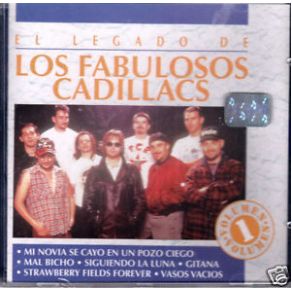 EL LEGADO DE
LOS FABULOSOS
CADILLACS
VOLUMEN
1
VOLUMEN
• MI NOVIA SE CAYO EN UN POZO CIEGO
• MAL BICHO • SIGUIENDO LA LUNA • GITANA
• STRAWBERRY FIELDS FOREVER • VASOS VACIOS